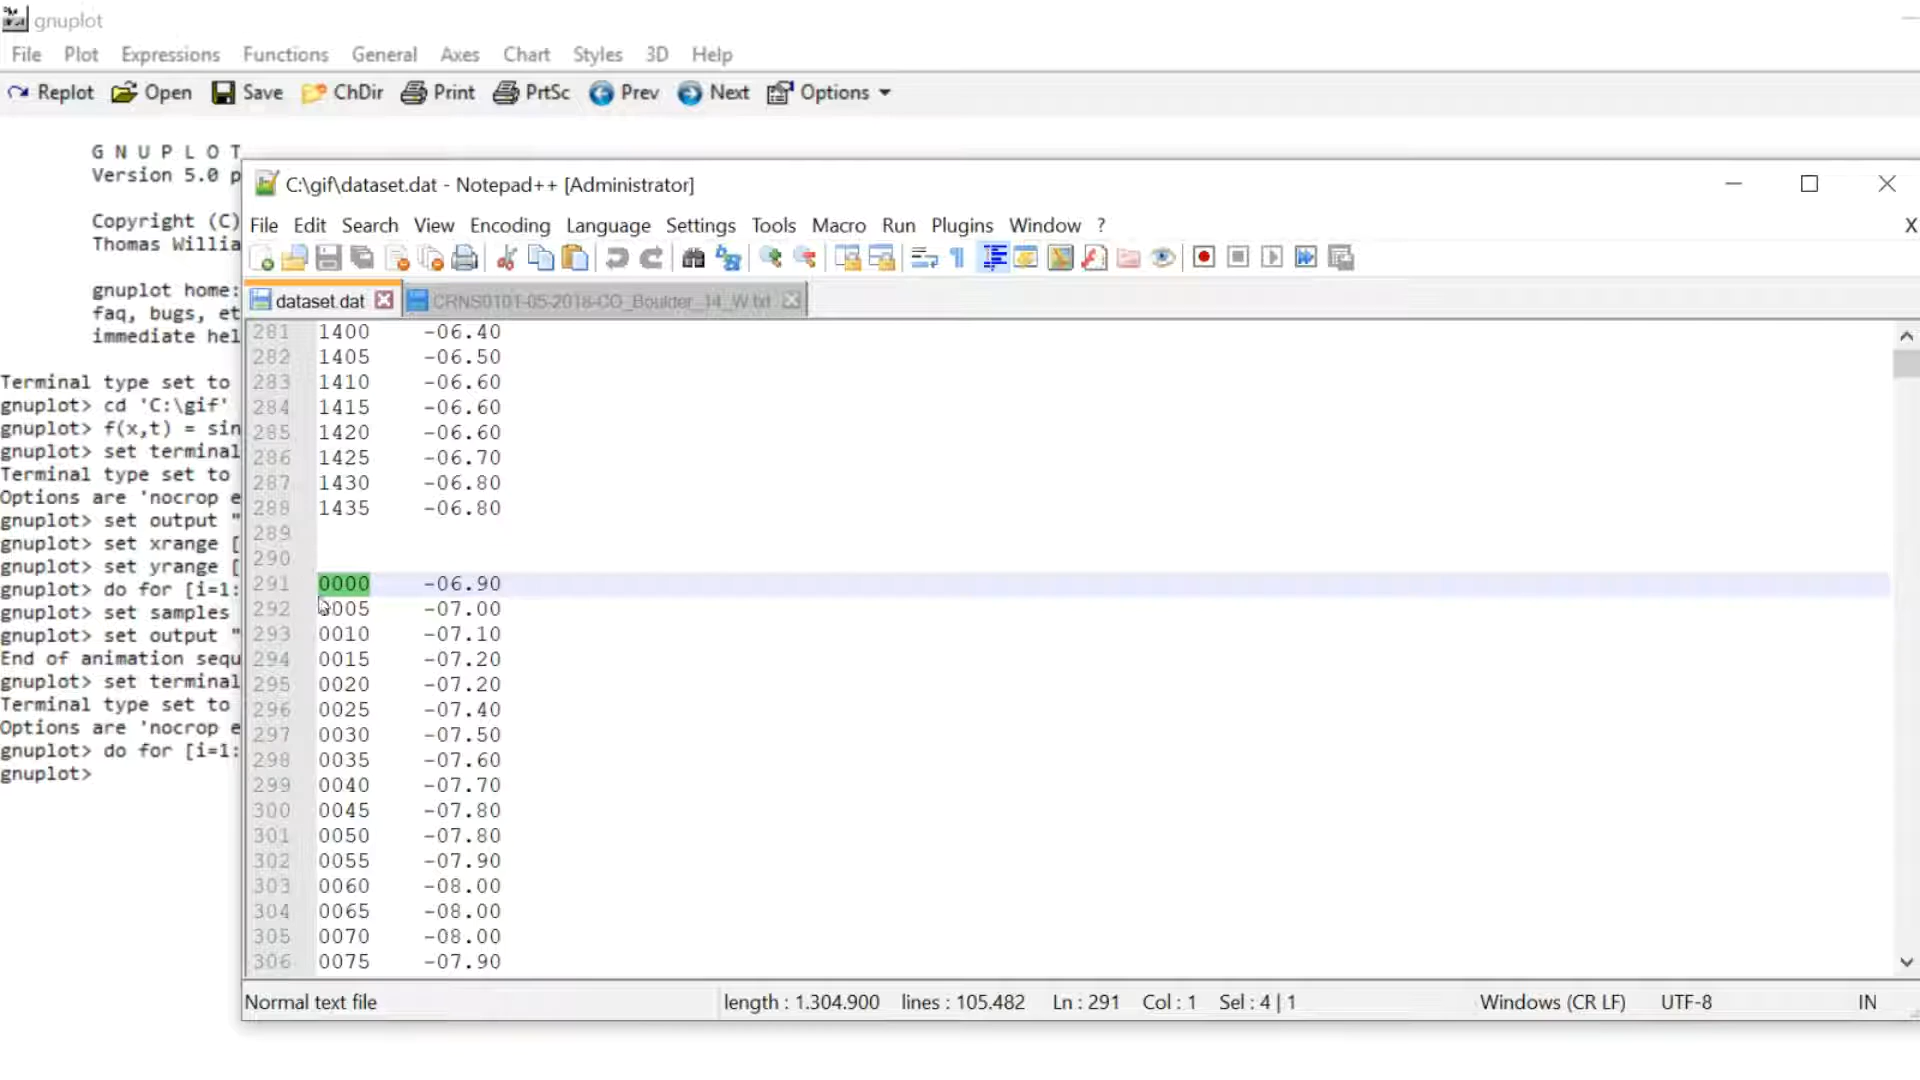 gnuplot
File Plot Expressions Functions General Axes Chart Styles 3D Help
Replot Open Save ChDir Print PrtSc Prev Next Options
G N U P L O T
Version 5.0 p
Copyright (C)
Thomas Willia
gnuplot home:
faq, bugs, et
immediate hel
Terminal type set to
gnuplot> cd 'C:\gif'
gnuplot> f(x,t) = sin
gnuplot> set terminal
Terminal type set to
Options are 'nocrop e
gnuplot> set output "
gnuplot> set xrange [
gnuplot> set yrange [
gnuplot> do for [i=1:
gnuplot> set samples
gnuplot> set output "
End of animation sequ
gnuplot> set terminal
Terminal type set to
Options are 'nocrop e
gnuplot> do for [i=1:
gnuplot>
C:\gif\dataset.dat - Notepad++ [Administrator]
File Edit Search View Encoding Language Settings Tools Macro Run Plugins Window ? X
dataset.dat CRNS0101-05-2018-CO_Boulder_14_W.txt
281 1400 -06.40
282 1405 -06.50
283 1410 -06.60
284 1415 -06.60
285 1420 -06.60
286 1425 -06.70
287 1430 -06.80
288 1435 -06.80
289
290
291 0000 -06.90
292 0005 -07.00
293 0010 -07.10
294 0015 -07.20
295 0020 -07.20
296 0025 -07.40
297 0030 -07.50
298 0035 -07.60
299 0040 -07.70
300 0045 -07.80
301 0050 -07.80
302 0055 -07.90
303 0060 -08.00
304 0065 -08.00
305 0070 -08.00
306 0075 -07.90
Normal text file length : 1.304.900 lines : 105.482 Ln : 291 Col : 1 Sel : 4 | 1 Windows (CR LF) UTF-8 IN